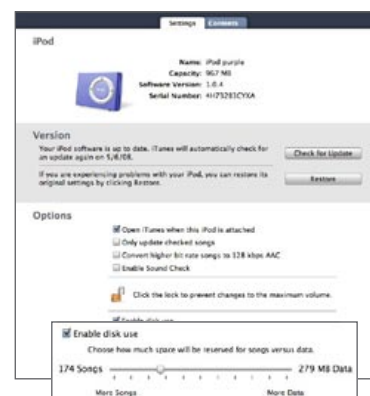 Settings Contents
iPod
Name: iPod purple
Capacity: 967 MB
Software Version: 1.0.4
Serial Number:
Version
Your iPod software is up to date. iTunes will automatically check for
an update again on 5/6/08.
Check for Update
If you are experiencing problems with your iPod, you can restore its
original settings by clicking Restore.
Restore
Options
Open iTunes when this iPod is attached
Only update checked songs
Convert higher bit rate songs to 128 kbps AAC
Enable Sound Check
Click the lock to prevent changes to the maximum volume.
Enable disk use
Enable disk use
Choose how much space will be reserved for songs versus data.
174 Songs 279 MB Data
More Songs More Data